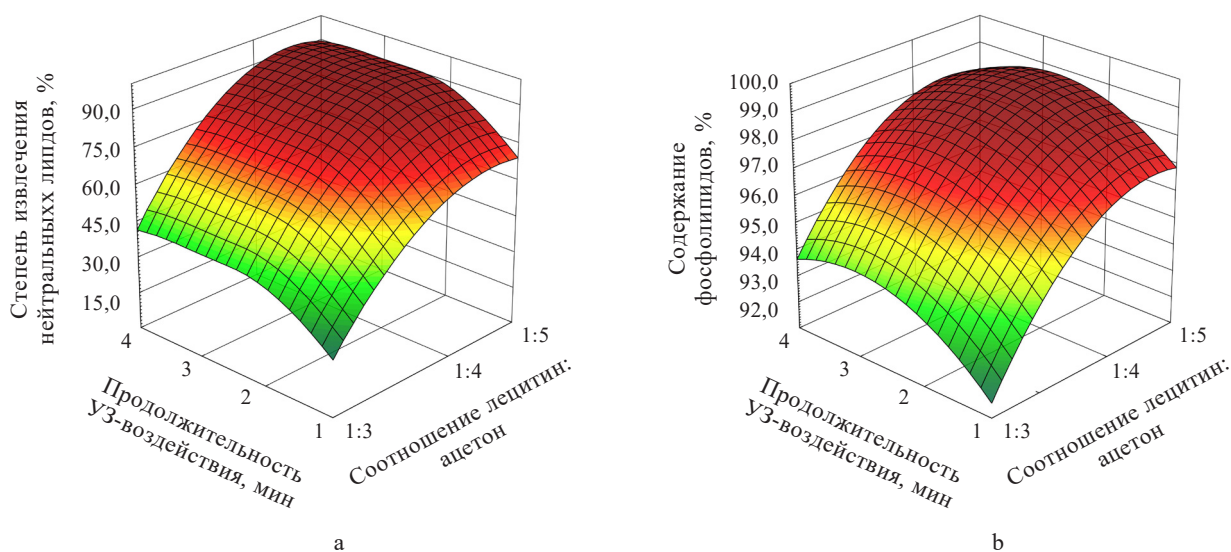 Степень извлечения
нейтральныхх липдов, %
90,0
75,0
60,0
45,0
30,0
15,0
4
3
2
1
1:3
1:4
1:5
Продолжительность
УЗ-воздействия, мин
Соотношение лецитин:
ацетон
a
Содержание
фосфолипидов, %
100,0
99,0
98,0
97,0
96,0
95,0
94,0
93,0
92,0
4
3
2
1
1:3
1:4
1:5
Продолжительность
УЗ-воздействия, мин
Соотношение лецитин:
ацетон
b